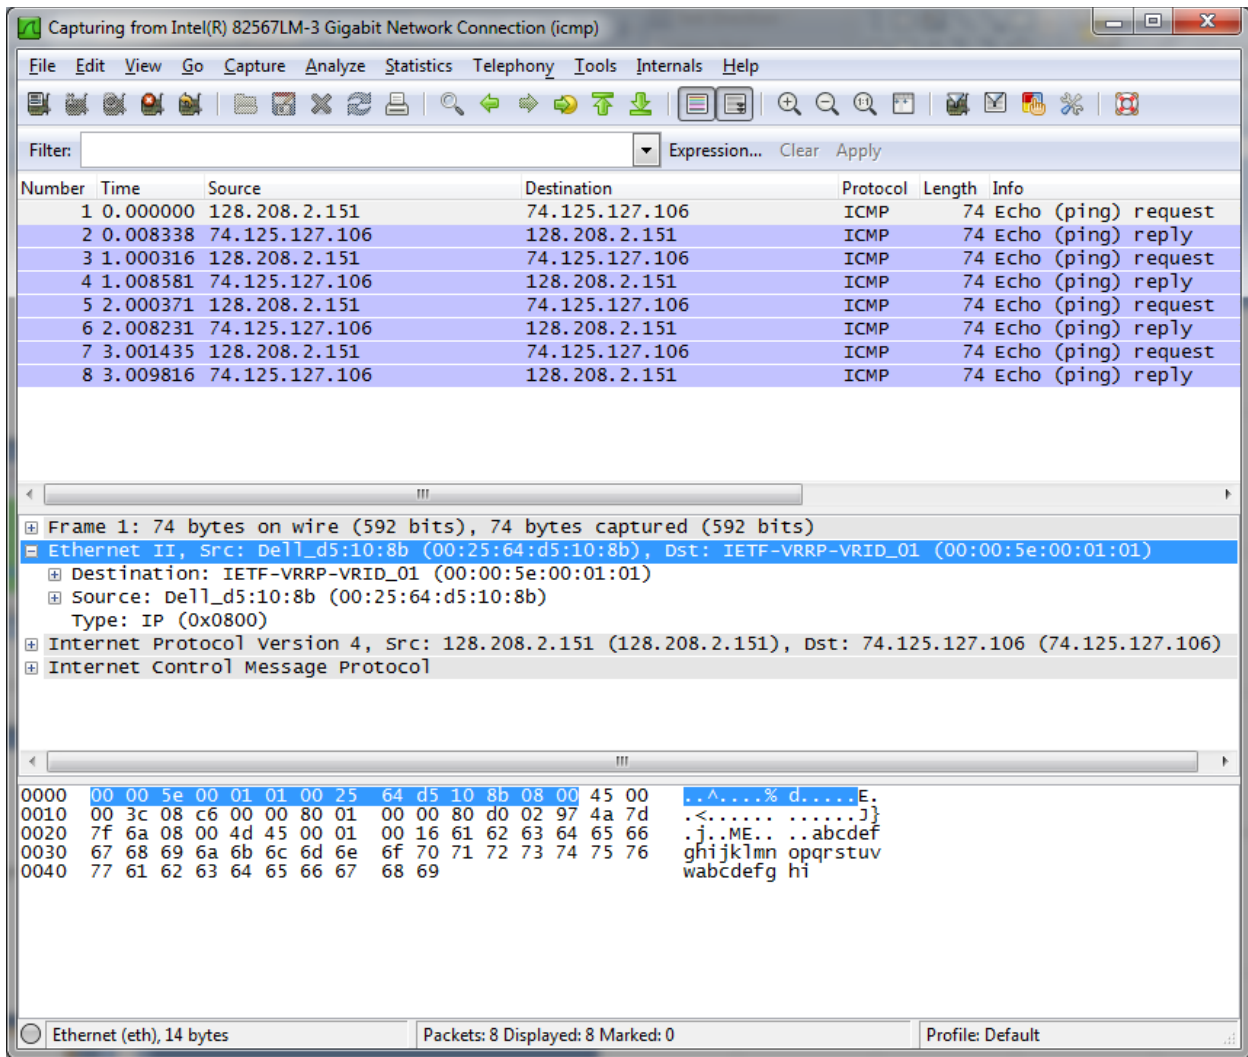 Capturing from Intel(R) 82567LM-3 Gigabit Network Connection (icmp)
File Edit View Go Capture Analyze Statistics Telephony Tools Internals Help
Filter: Expression... Clear Apply
Number Time Source Destination Protocol Length Info
1 0.000000 128.208.2.151 74.125.127.106 ICMP 74 Echo (ping) request
2 0.008338 74.125.127.106 128.208.2.151 ICMP 74 Echo (ping) reply
3 1.000316 128.208.2.151 74.125.127.106 ICMP 74 Echo (ping) request
4 1.008581 74.125.127.106 128.208.2.151 ICMP 74 Echo (ping) reply
5 2.000371 128.208.2.151 74.125.127.106 ICMP 74 Echo (ping) request
6 2.008231 74.125.127.106 128.208.2.151 ICMP 74 Echo (ping) reply
7 3.001435 128.208.2.151 74.125.127.106 ICMP 74 Echo (ping) request
8 3.009816 74.125.127.106 128.208.2.151 ICMP 74 Echo (ping) reply
Frame 1: 74 bytes on wire (592 bits), 74 bytes captured (592 bits)
Ethernet II, Src: Dell_d5:10:8b (00:25:64:d5:10:8b), Dst: IETF-VRRP-VRID_01 (00:00:5e:00:01:01)
Destination: IETF-VRRP-VRID_01 (00:00:5e:00:01:01)
Source: Dell_d5:10:8b (00:25:64:d5:10:8b)
Type: IP (0x0800)
Internet Protocol Version 4, Src: 128.208.2.151 (128.208.2.151), Dst: 74.125.127.106 (74.125.127.106)
Internet Control Message Protocol
0000 00 00 5e 00 01 01 00 25 64 d5 10 8b 08 00 45 00 ..^....% d.....E.
0010 00 3c 08 c6 00 00 80 01 00 00 80 d0 02 97 4a 7d .<...... ......J}
0020 7f 6a 08 00 4d 45 00 01 00 16 61 62 63 64 65 66 .j..ME.. ..abcdef
0030 67 68 69 6a 6b 6c 6d 6e 6f 70 71 72 73 74 75 76 ghijklmn opqrstuv
0040 77 61 62 63 64 65 66 67 68 69 wabcdefg hi
Ethernet (eth), 14 bytes Packets: 8 Displayed: 8 Marked: 0 Profile: Default